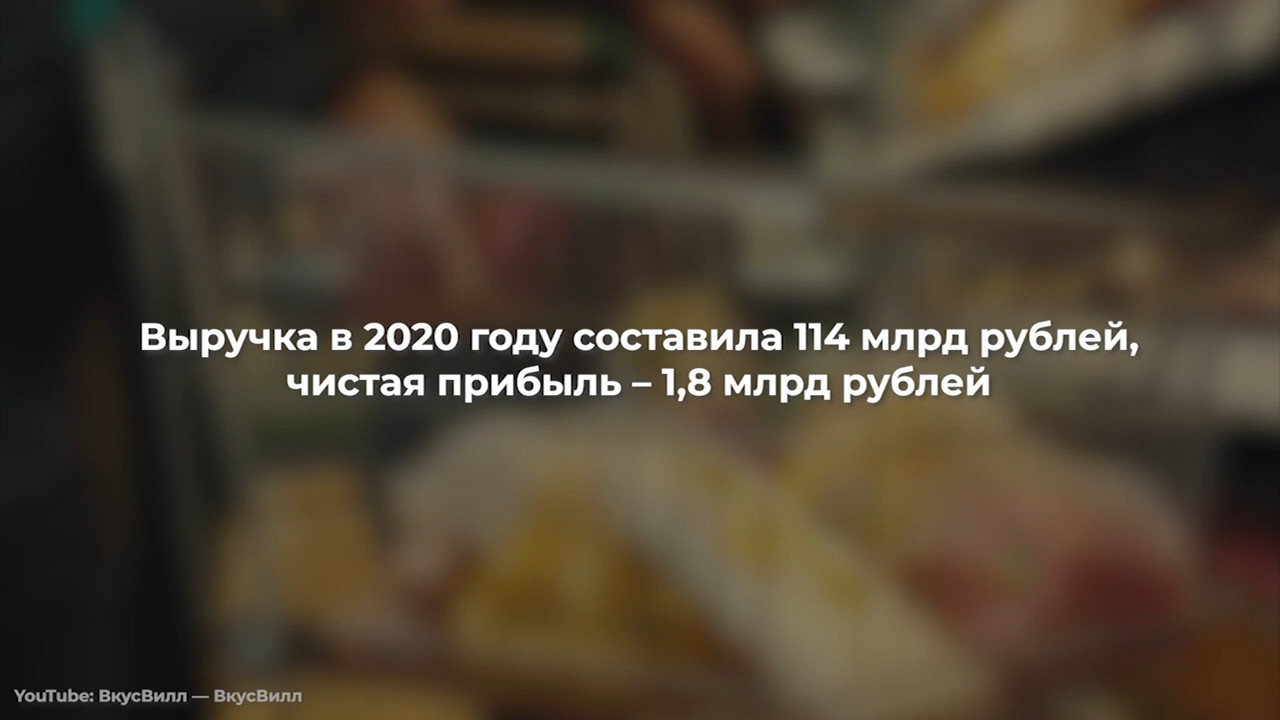 Выручка в 2020 году составила 114 млрд рублей,
чистая прибыль – 1,8 млрд рублей
YouTube: ВкусВилл — ВкусВилл